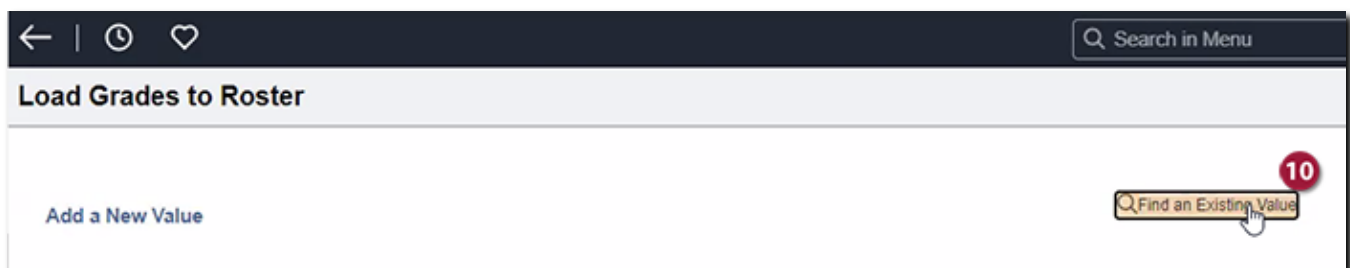 Search in Menu
Load Grades to Roster
10
Add a New Value
Find an Existing Value